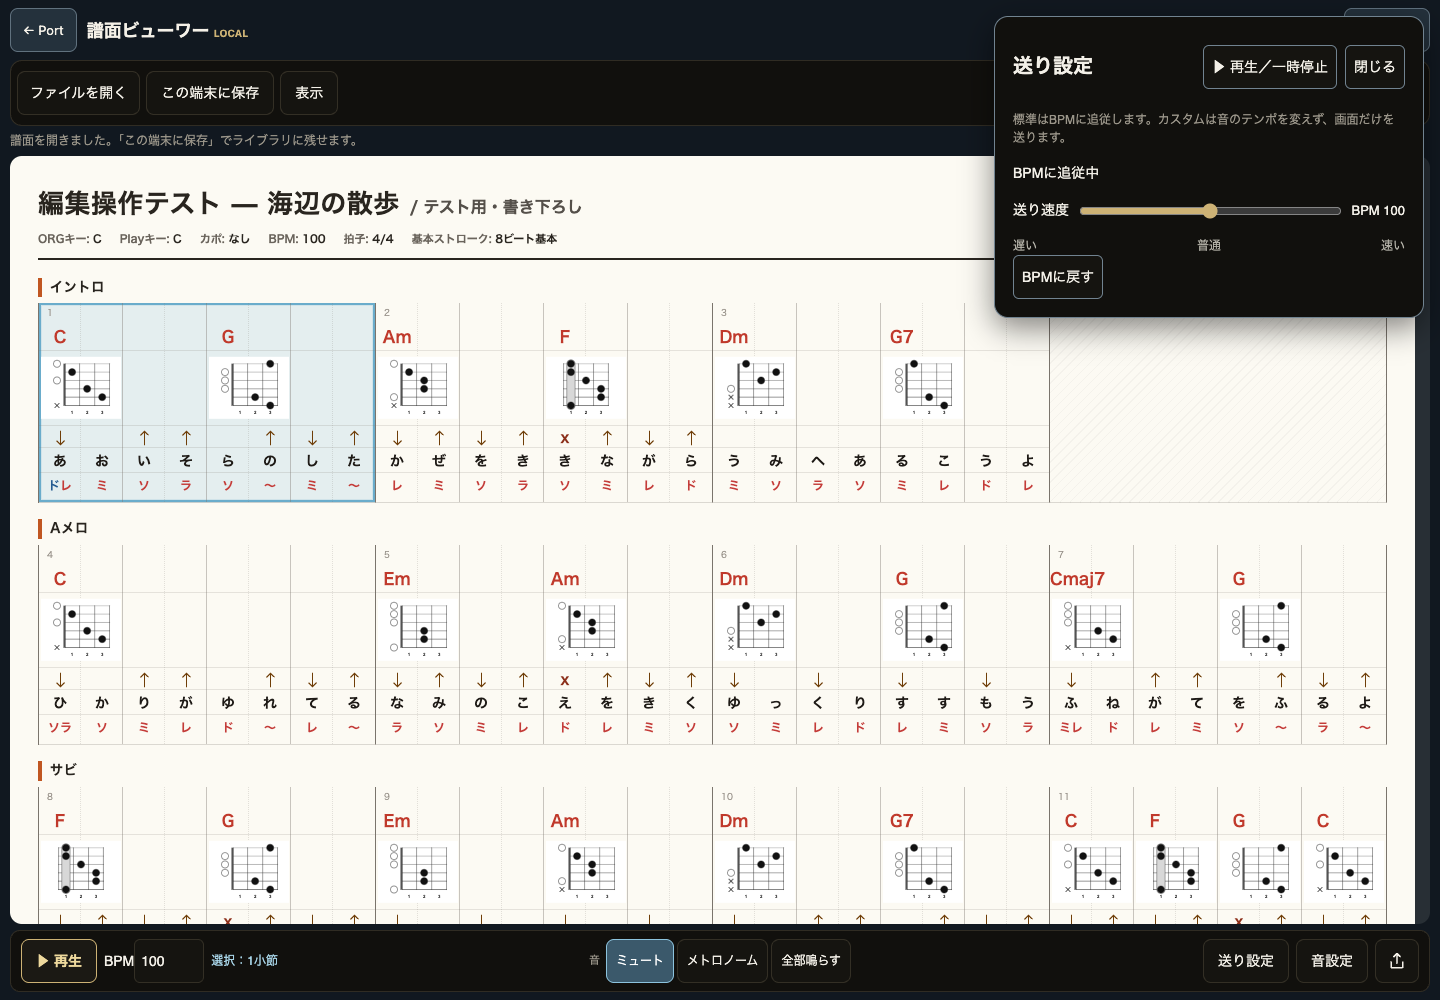 ← Port 譜面ビューワー LOCAL
ファイルを開く この端末に保存 表示
譜面を開きました。「この端末に保存」でライブラリに残せます。
送り設定 ▶ 再生／一時停止 閉じる
標準はBPMに追従します。カスタムは音のテンポを変えず、画面だけを
送ります。
BPMに追従中
送り速度 BPM 100
遅い 普通 速い
BPMに戻す
編集操作テスト — 海辺の散歩 / テスト用・書き下ろし
ORGキー: C Playキー: C カポ: なし BPM: 100 拍子: 4/4 基本ストローク: 8ビート基本
イントロ
1 2 3
C G Am F Dm G7
↓ ↑ ↑ ↑ ↓ ↑ ↓ ↑ ↓ ↑ x ↑ ↓ ↑
あ お い そ ら の し た か ぜ を き き な が ら う み へ あ る こ う よ
ドレ ミ ソ ラ ソ 〜 ミ 〜 レ ミ ソ ラ ソ ミ レ ド ミ ソ ラ ソ ミ レ ド レ
Aメロ
4 5 6 7
C Em Am Dm G Cmaj7 G
↓ ↑ ↑ ↑ ↓ ↑ ↓ ↑ ↓ ↑ x ↑ ↓ ↑ ↓ ↓ ↓ ↓ ↓ ↑ ↑ ↑ ↓ ↑
ひ か り が ゆ れ て る な み の こ え を き く ゆ っ く り す す も う ふ ね が て を ふ る よ
ソラ ソ ミ レ ド 〜 レ 〜 ラ ソ ミ レ ド レ ミ ソ ソ ミ レ ド レ ミ ソ ラ ミレ ド レ ミ ソ 〜 ラ 〜
サビ
8 9 10 11
F G Em Am Dm G7 C F G C
▶ 再生 BPM 100 選択：1小節 音 ミュート メトロノーム 全部鳴らす 送り設定 音設定